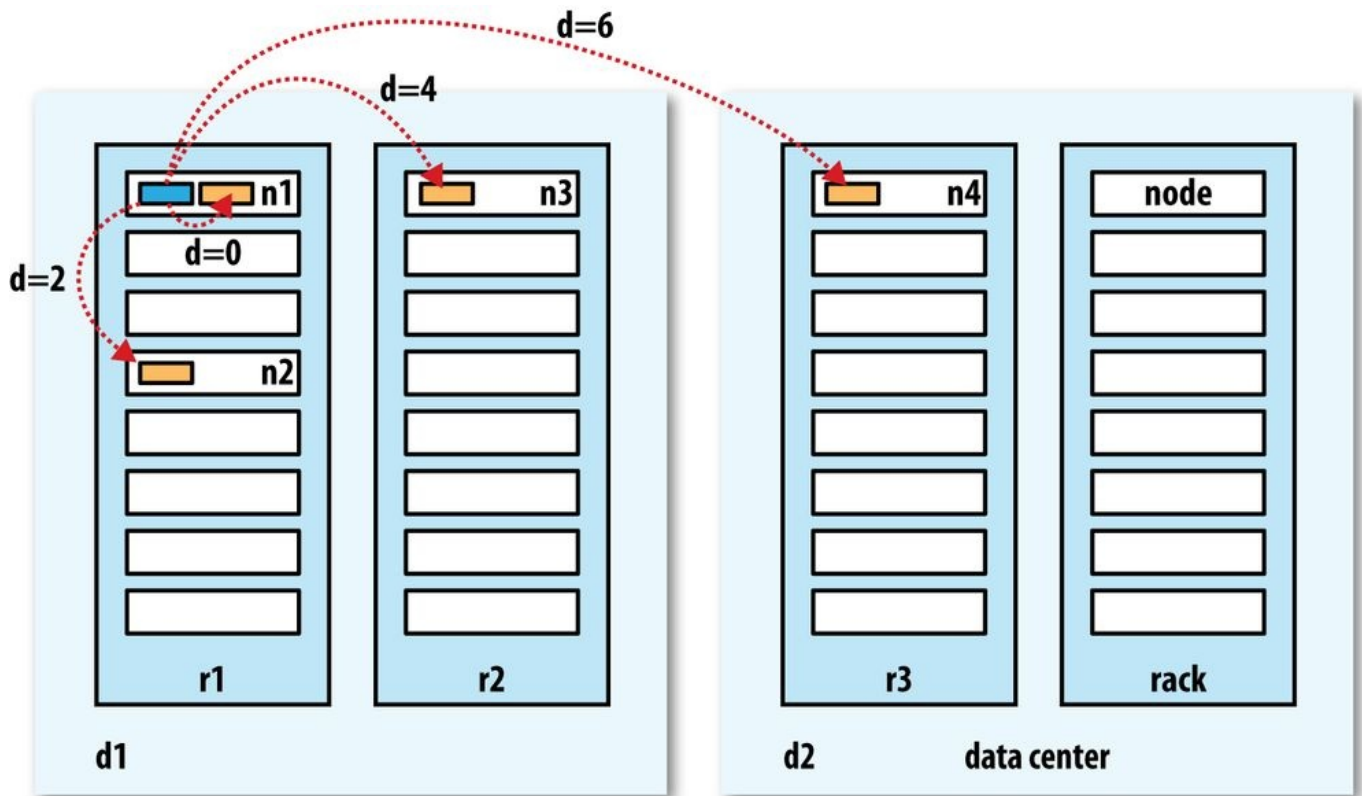 d=6
d=4
n1
n3
n4
node
d=0
d=2
n2
r1
r2
r3
rack
d1
d2
data center